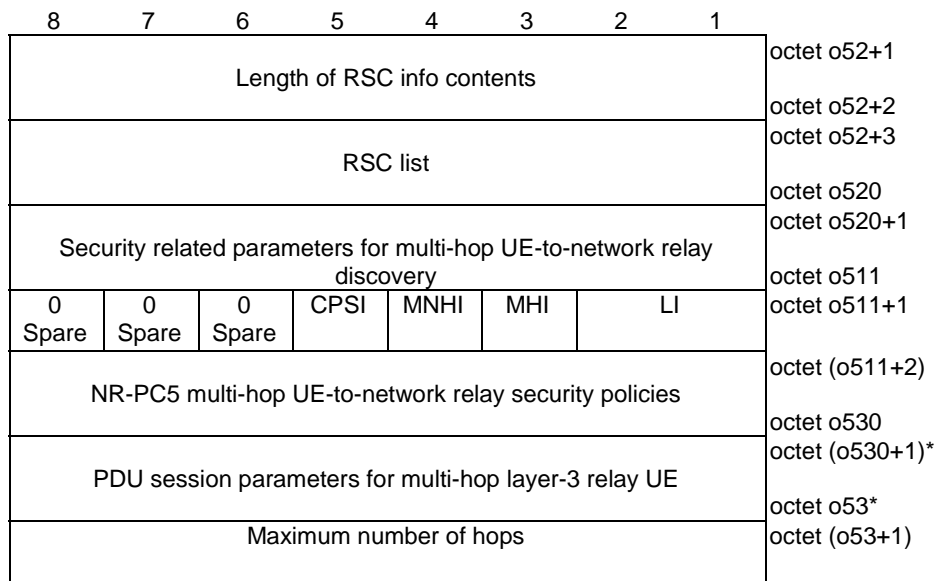 8 7 6 5 4 3 2 1
octet o52+1
Length of RSC info contents
octet o52+2
octet o52+3
RSC list
octet o520
octet o520+1
Security related parameters for multi-hop UE-to-network relay
discovery
octet o511
0 0 0 CPSI MNHI MHI LI octet o511+1
Spare Spare Spare
octet (o511+2)
NR-PC5 multi-hop UE-to-network relay security policies
octet o530
octet (o530+1)*
PDU session parameters for multi-hop layer-3 relay UE
octet o53*
Maximum number of hops octet (o53+1)